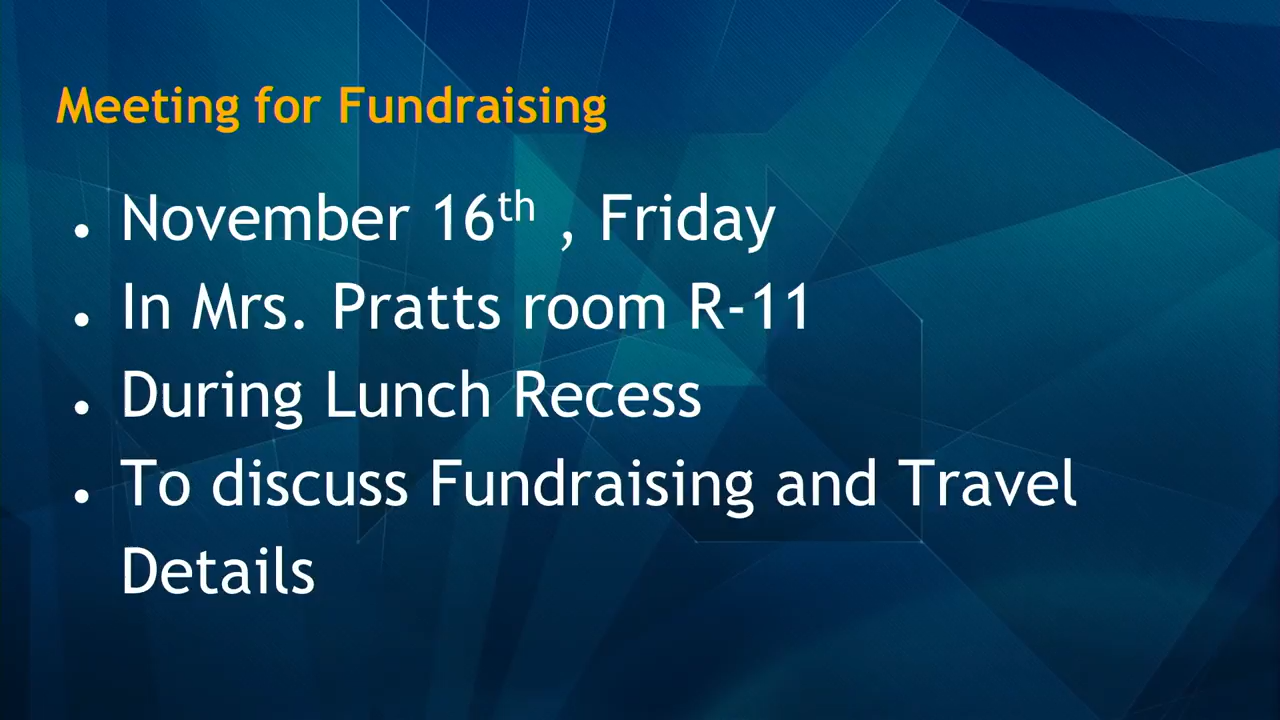 Meeting for Fundraising
• November 16th , Friday
• In Mrs. Pratts room R-11
• During Lunch Recess
• To discuss Fundraising and Travel
Details